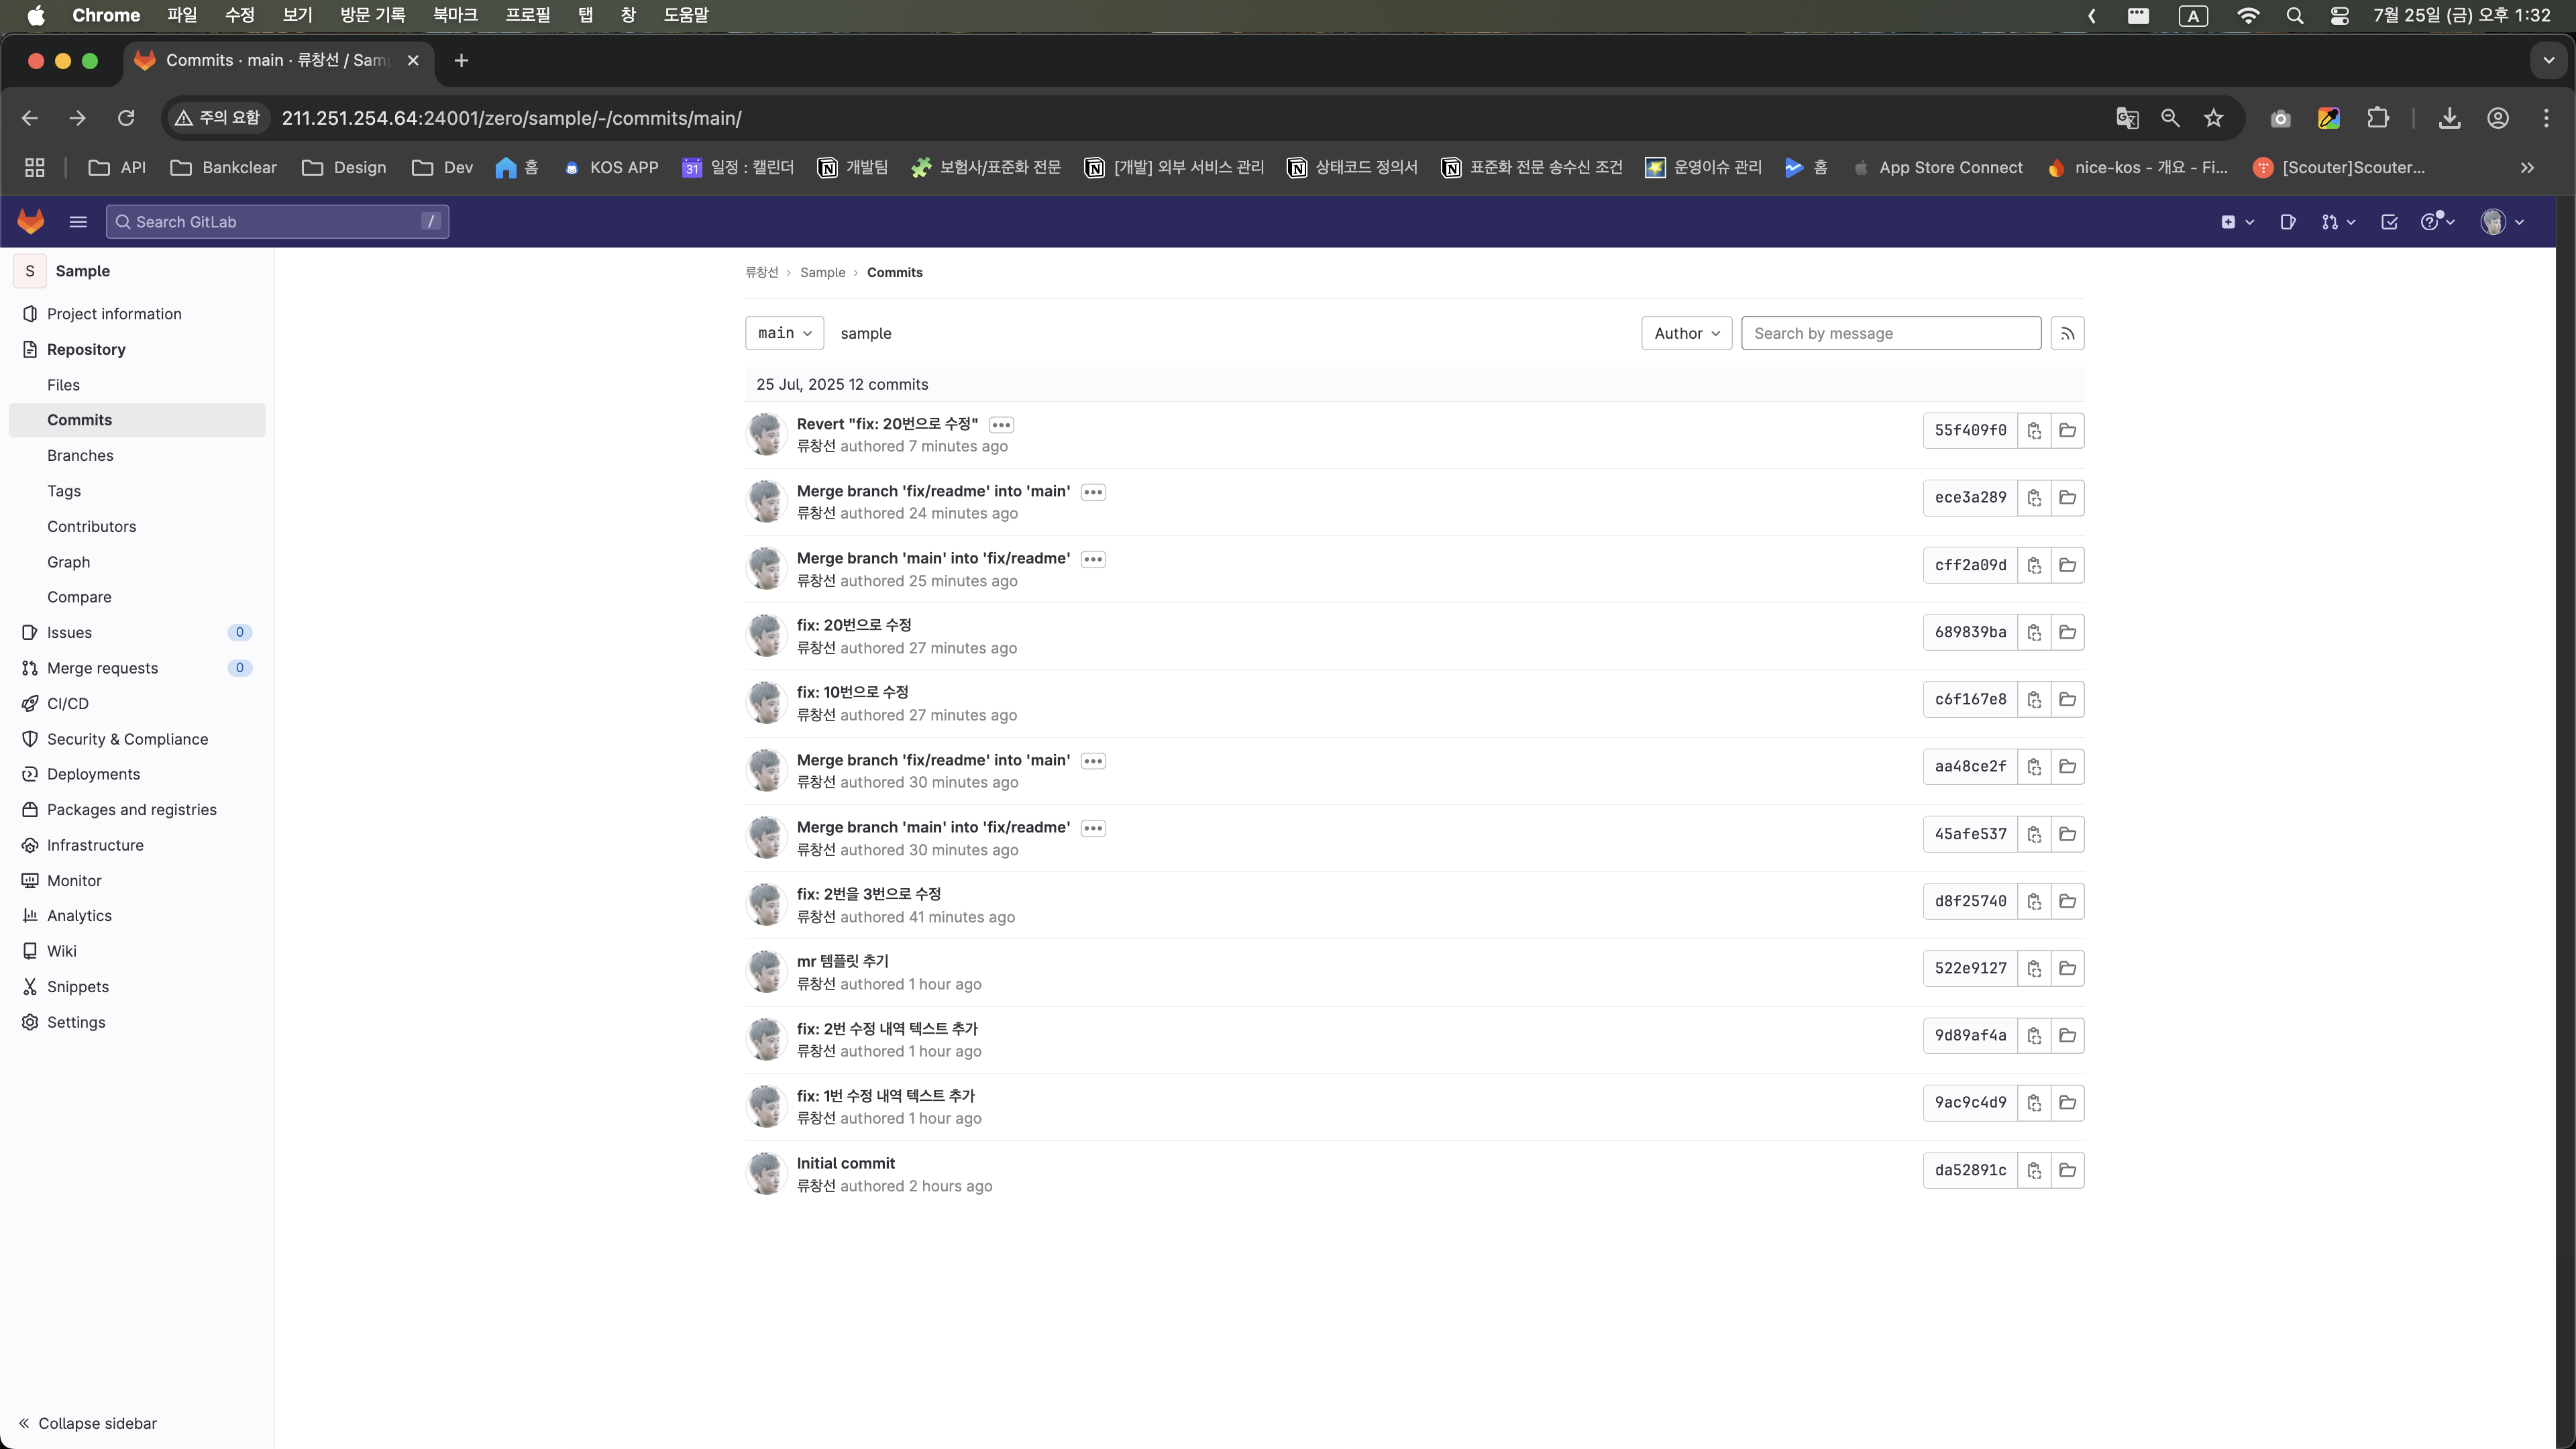 Chrome 파일 수정 보기 방문 기록 북마크 프로필 탭 창 도움말 A 7월 25일 (금) 오후 1:32
Commits · main · 류창선 / Sam
주의 요함 211.251.254.64:24001/zero/sample/-/commits/main/
API Bankclear Design Dev 홈 KOS APP 31 일정 : 캘린더 개발팀 보험사/표준화 전문 [개발] 외부 서비스 관리 상태코드 정의서 표준화 전문 송수신 조건 운영이슈 관리 홈 App Store Connect nice-kos - 개요 - Fi... [Scouter]Scouter...
Search GitLab /
S Sample
Project information
Repository
Files
Commits
Branches
Tags
Contributors
Graph
Compare
Issues 0
Merge requests 0
CI/CD
Security & Compliance
Deployments
Packages and registries
Infrastructure
Monitor
Analytics
Wiki
Snippets
Settings
Collapse sidebar
류창선 › Sample › Commits
main sample Author Search by message
25 Jul, 2025 12 commits
Revert "fix: 20번으로 수정"
류창선 authored 7 minutes ago
55f409f0
Merge branch 'fix/readme' into 'main'
류창선 authored 24 minutes ago
ece3a289
Merge branch 'main' into 'fix/readme'
류창선 authored 25 minutes ago
cff2a09d
fix: 20번으로 수정
류창선 authored 27 minutes ago
689839ba
fix: 10번으로 수정
류창선 authored 27 minutes ago
c6f167e8
Merge branch 'fix/readme' into 'main'
류창선 authored 30 minutes ago
aa48ce2f
Merge branch 'main' into 'fix/readme'
류창선 authored 30 minutes ago
45afe537
fix: 2번을 3번으로 수정
류창선 authored 41 minutes ago
d8f25740
mr 템플릿 추기
류창선 authored 1 hour ago
522e9127
fix: 2번 수정 내역 텍스트 추가
류창선 authored 1 hour ago
9d89af4a
fix: 1번 수정 내역 텍스트 추가
류창선 authored 1 hour ago
9ac9c4d9
Initial commit
류창선 authored 2 hours ago
da52891c